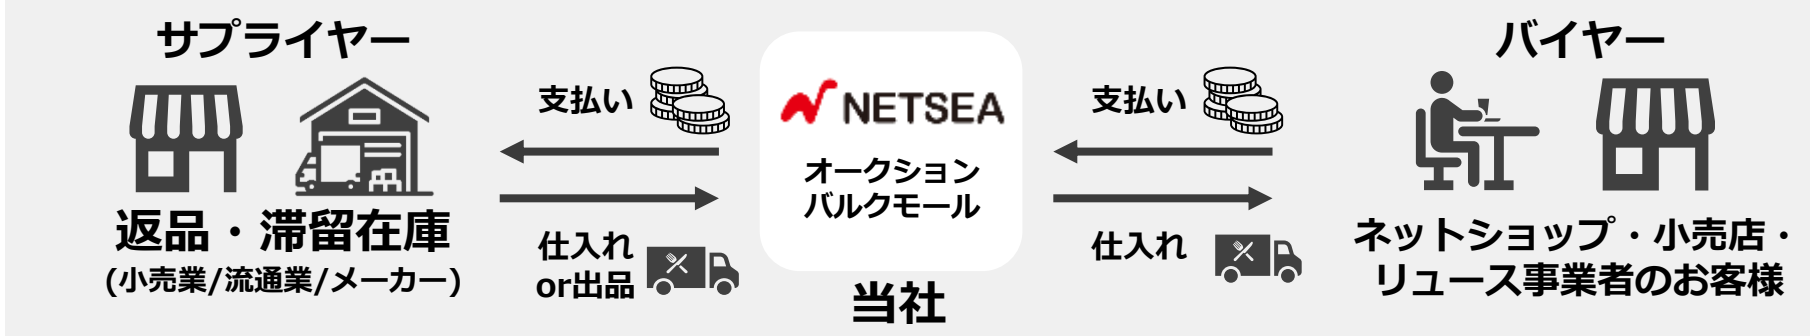 サプライヤー
返品・滞留在庫
(小売業/流通業/メーカー)
支払い
仕入れ
or出品
NETSEA
オークション
バルクモール
当社
支払い
仕入れ
バイヤー
ネットショップ・小売店・
リユース事業者のお客様